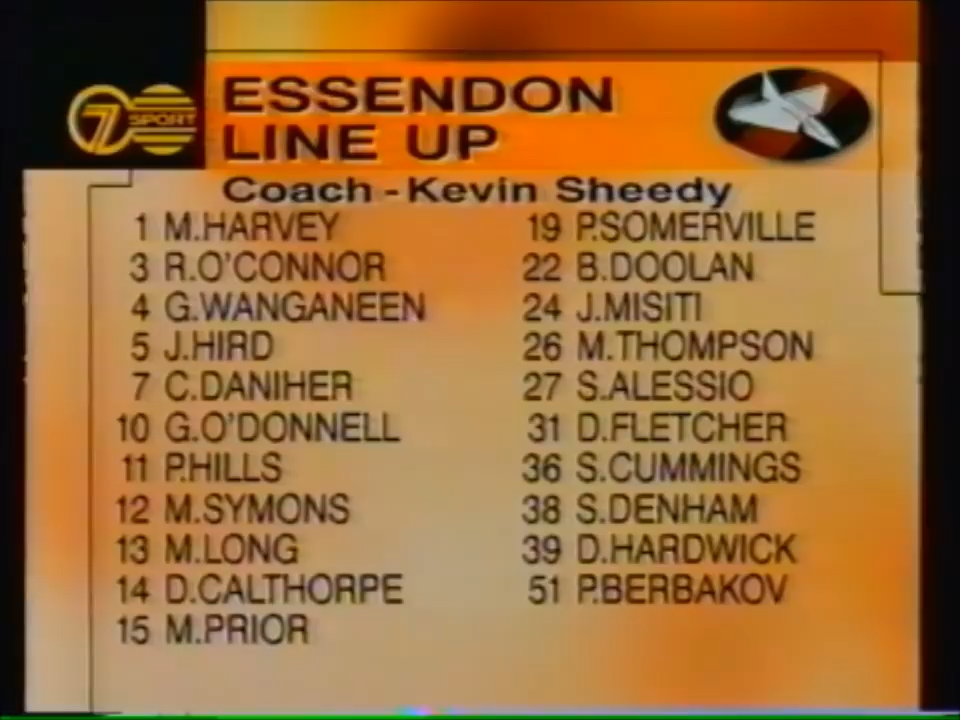 7 SPORT
ESSENDON
LINE UP
Coach - Kevin Sheedy
1 M.HARVEY
3 R.O'CONNOR
4 G.WANGANEEN
5 J.HIRD
7 C.DANIHER
10 G.O'DONNELL
11 P.HILLS
12 M.SYMONS
13 M.LONG
14 D.CALTHORPE
15 M.PRIOR
19 P.SOMERVILLE
22 B.DOOLAN
24 J.MISITI
26 M.THOMPSON
27 S.ALESSIO
31 D.FLETCHER
36 S.CUMMINGS
38 S.DENHAM
39 D.HARDWICK
51 P.BERBAKOV